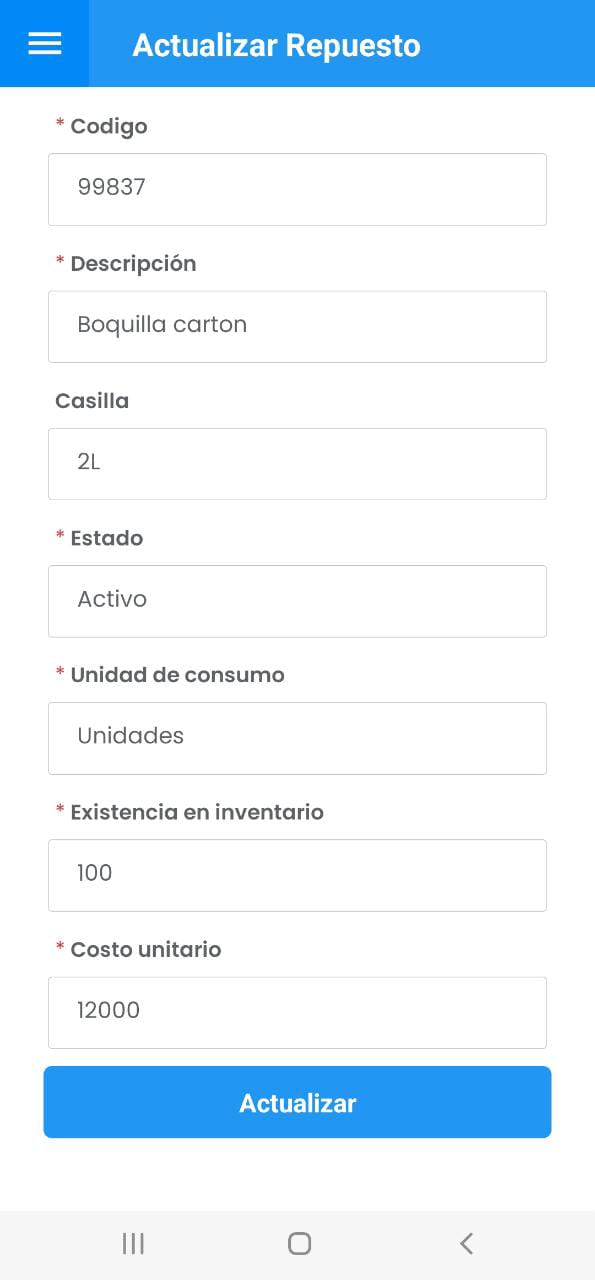 Actualizar Repuesto
* Codigo
99837
* Descripción
Boquilla carton
Casilla
2L
* Estado
Activo
* Unidad de consumo
Unidades
* Existencia en inventario
100
* Costo unitario
12000
Actualizar